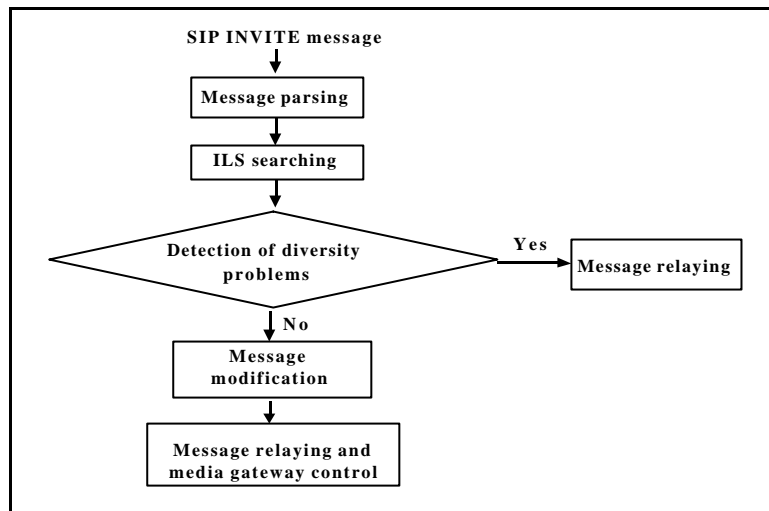 SIP INVITE message
Message parsing
ILS searching
Detection of diversity
problems
Yes
Message relaying
No
Message
modification
Message relaying and
media gateway control